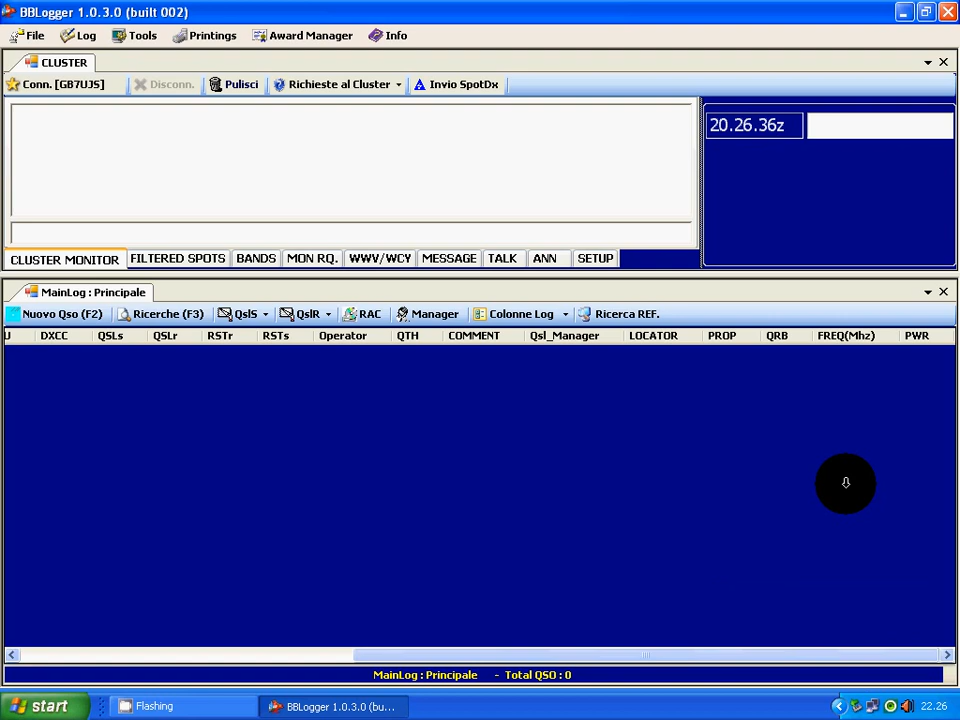 BBLogger 1.0.3.0 (built 002)
File Log Tools Printings Award Manager Info
CLUSTER
Conn. [GB7UJS] Disconn. Pulisci Richieste al Cluster Invio SpotDx
20.26.36z
CLUSTER MONITOR FILTERED SPOTS BANDS MON RQ. WWV/WCY MESSAGE TALK ANN SETUP
MainLog : Principale
Nuovo Qso (F2) Ricerche (F3) QslS QslR RAC Manager Colonne Log Ricerca REF.
DXCC QSLs QSLr RSTr RSTs Operator QTH COMMENT Qsl_Manager LOCATOR PROP QRB FREQ(Mhz) PWR
MainLog : Principale - Total QSO : 0
start Flashing BBLogger 1.0.3.0 (bu... 22.26